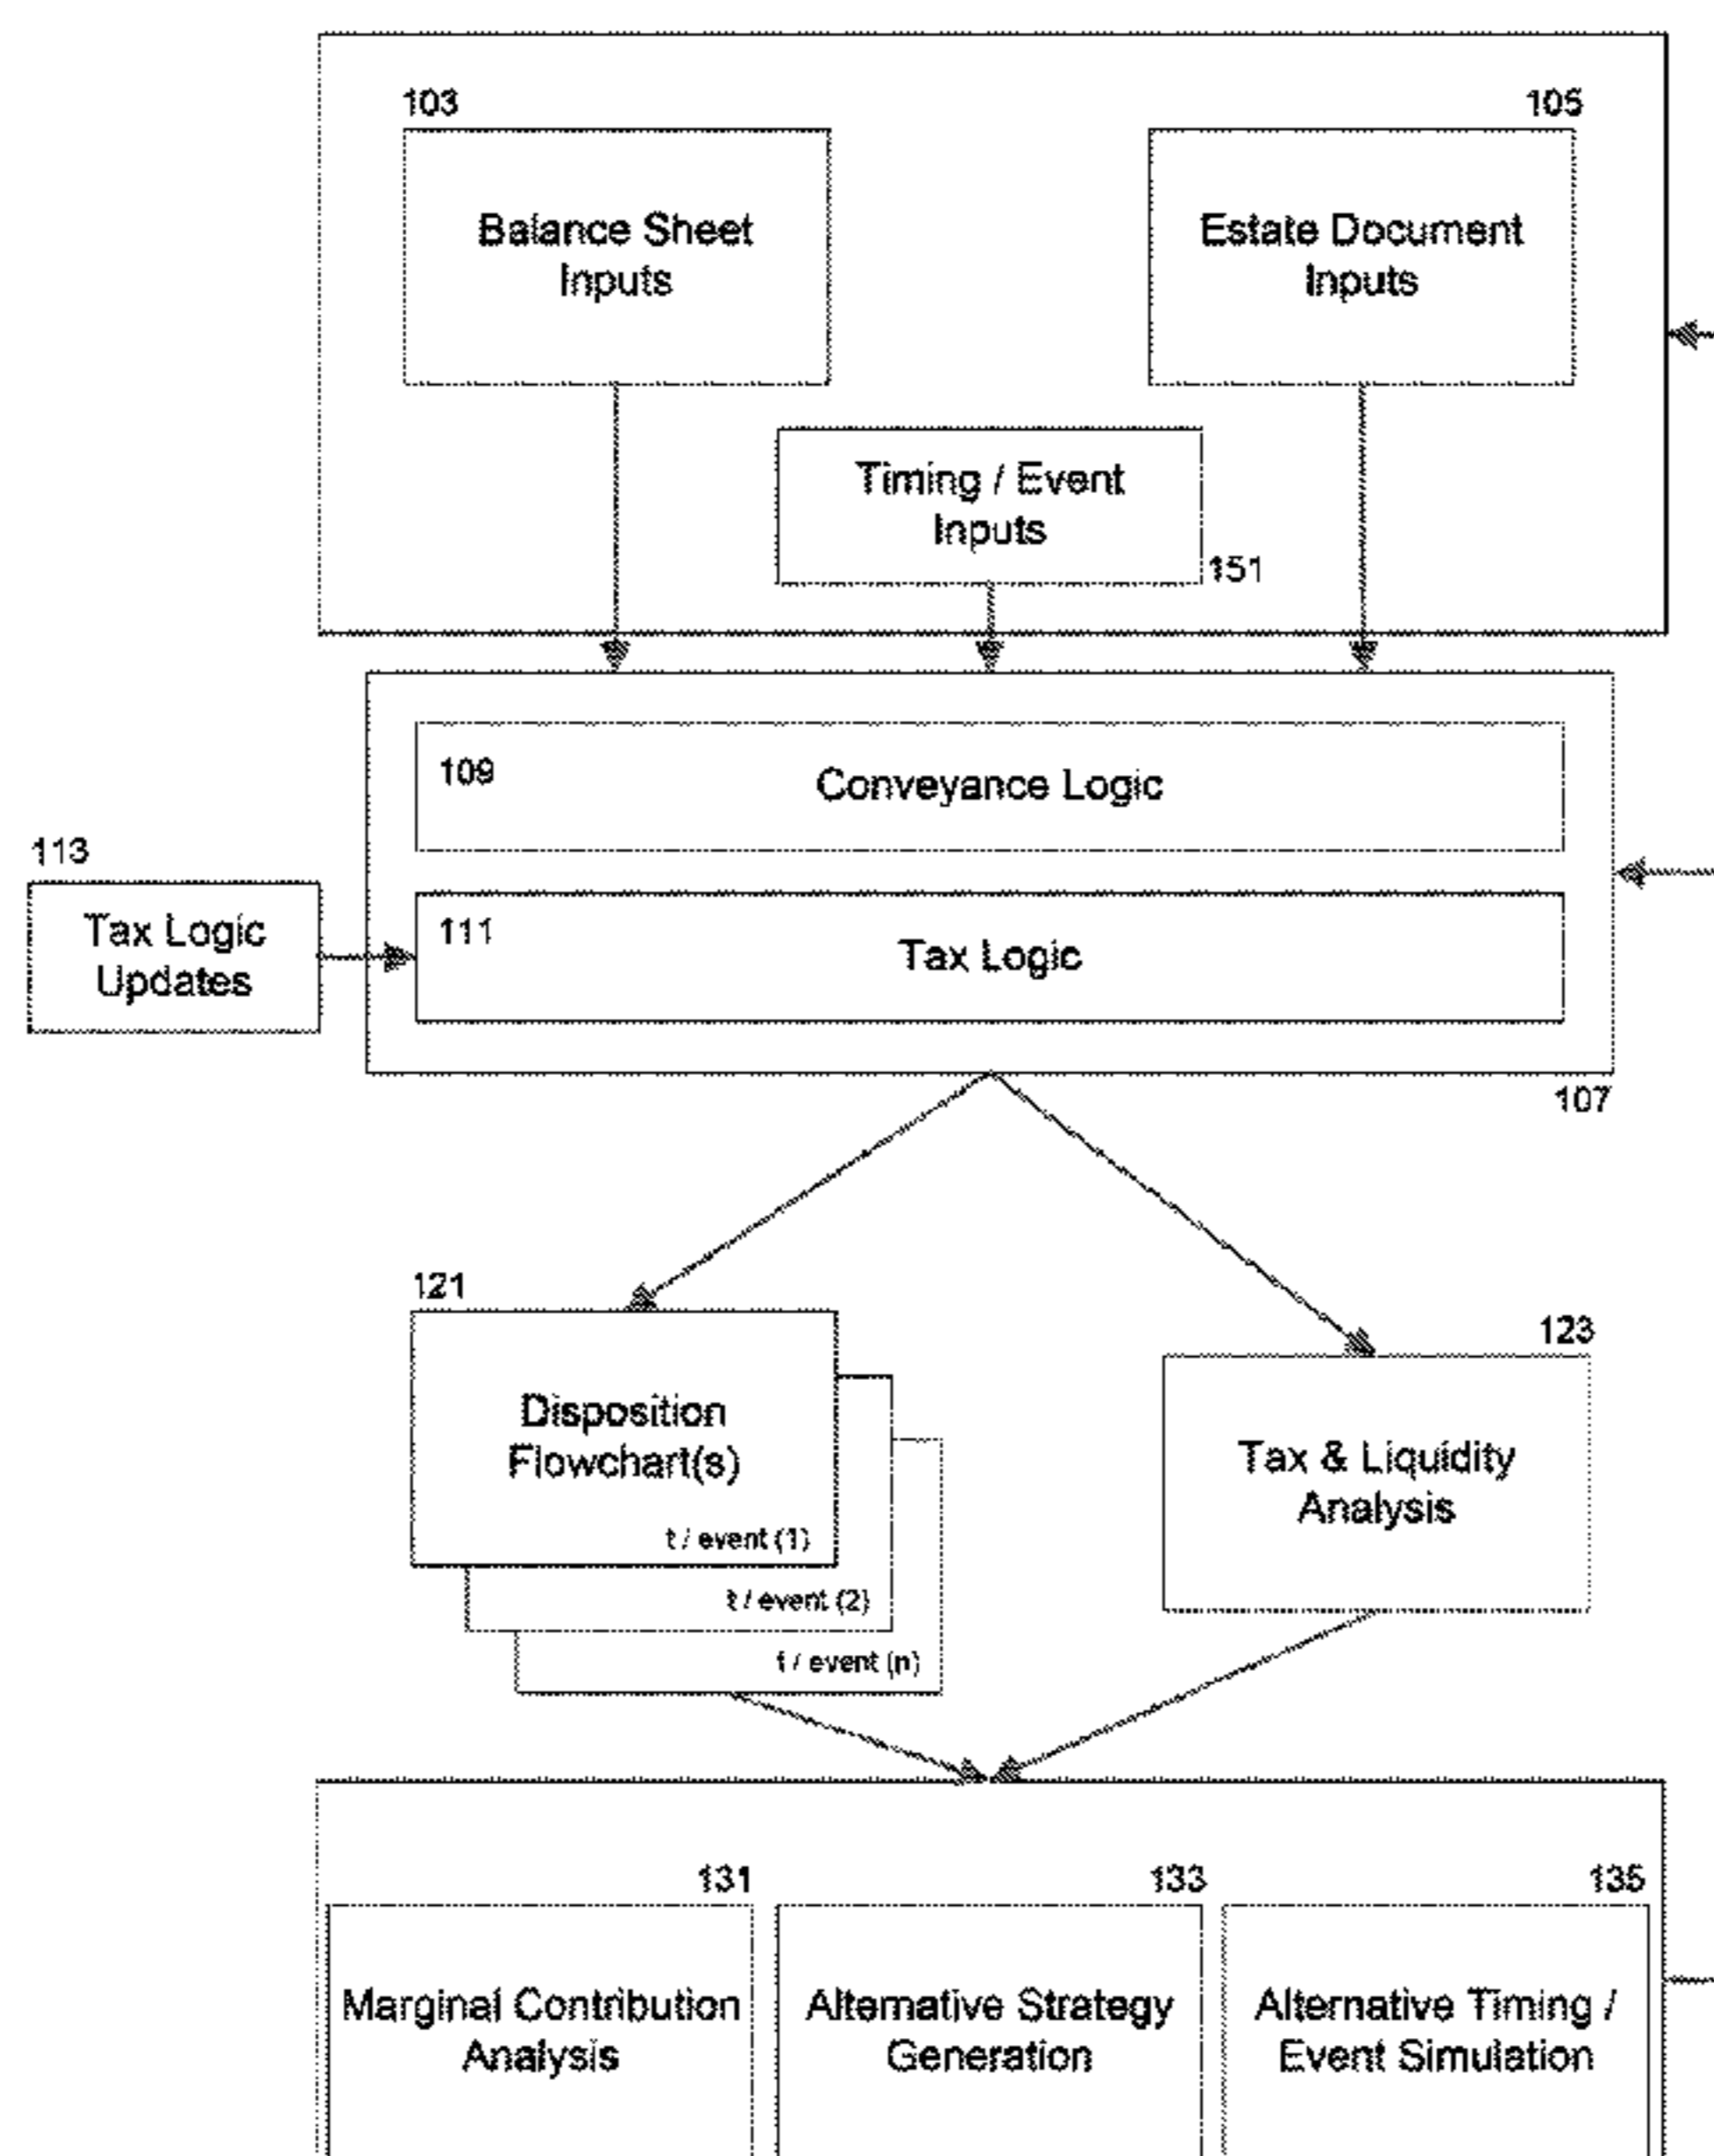 103
105
Balance Sheet
Inputs
Estate Document
Inputs
Timing / Event
Inputs
151
109
Conveyance Logic
113
Tax Logic
Updates
111
Tax Logic
107
121
123
Disposition
Flowchart(s)
t / event (1)
t / event (2)
t / event (n)
Tax & Liquidity
Analysis
131
133
135
Marginal Contribution
Analysis
Alternative Strategy
Generation
Alternative Timing /
Event Simulation